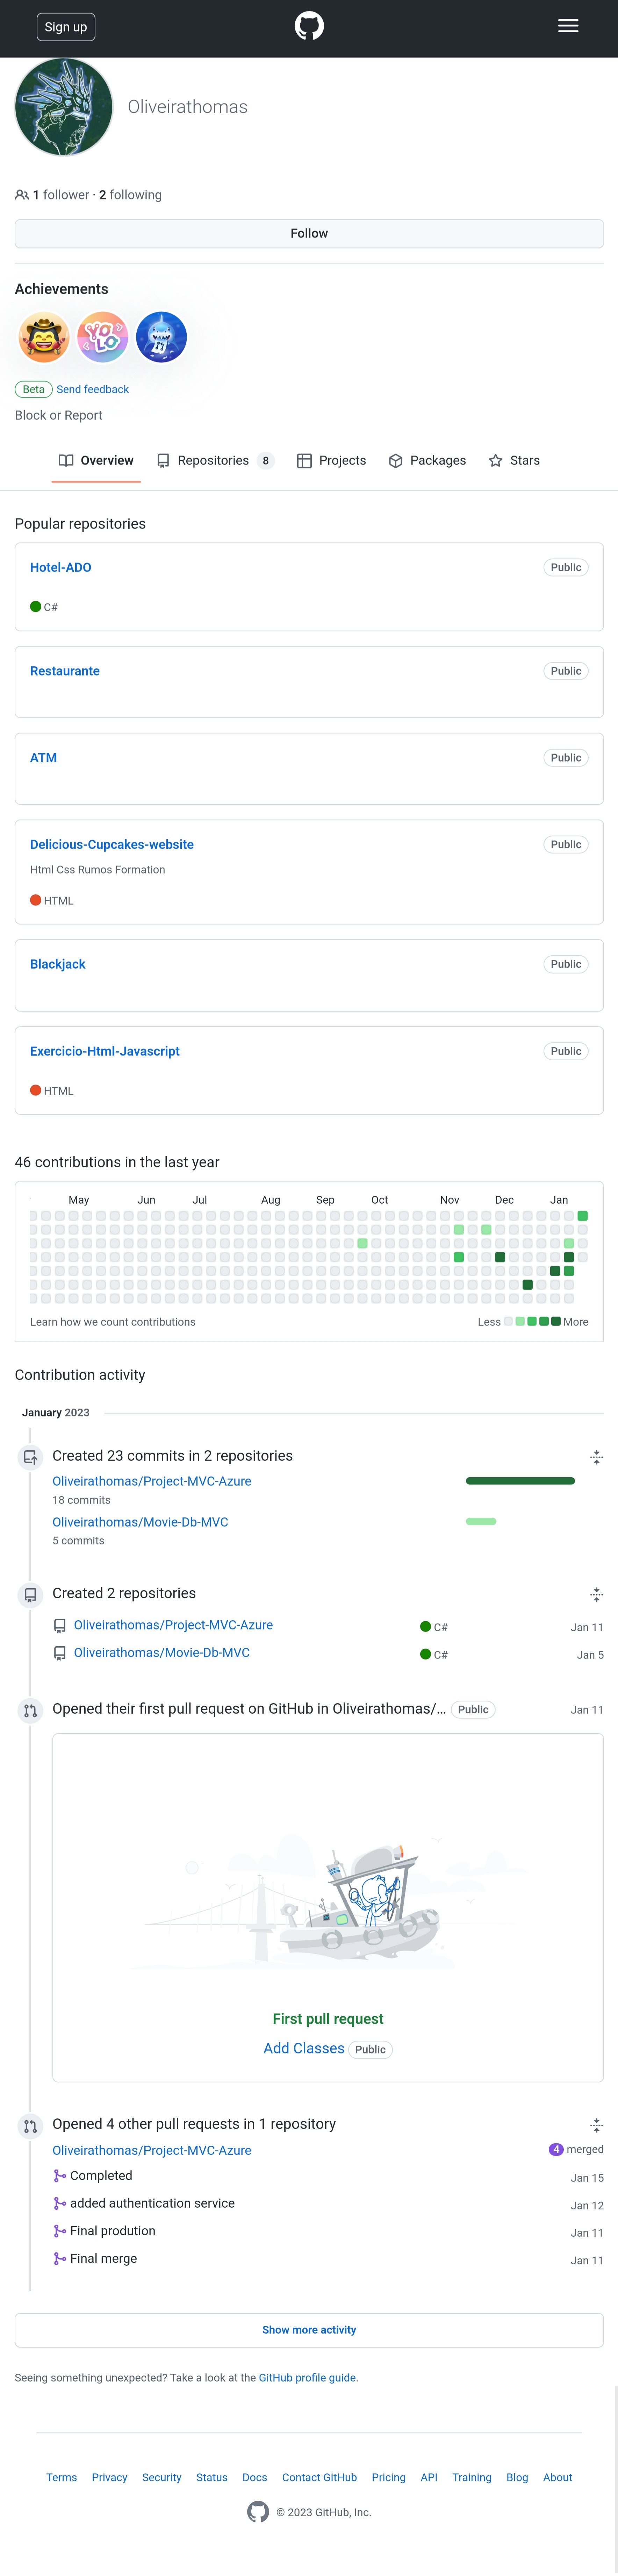 Sign up
Oliveirathomas
1 follower · 2 following
Follow
Achievements
YOLO
Beta Send feedback
Block or Report
Overview Repositories 8 Projects Packages Stars
Popular repositories
Hotel-ADO Public
C#
Restaurante Public
ATM Public
Delicious-Cupcakes-website Public
Html Css Rumos Formation
HTML
Blackjack Public
Exercicio-Html-Javascript Public
HTML
46 contributions in the last year
May Jun Jul Aug Sep Oct Nov Dec Jan
Learn how we count contributions Less More
Contribution activity
January 2023
Created 23 commits in 2 repositories
Oliveirathomas/Project-MVC-Azure
18 commits
Oliveirathomas/Movie-Db-MVC
5 commits
Created 2 repositories
Oliveirathomas/Project-MVC-Azure C# Jan 11
Oliveirathomas/Movie-Db-MVC C# Jan 5
Opened their first pull request on GitHub in Oliveirathomas/... Public Jan 11
First pull request
Add Classes Public
Opened 4 other pull requests in 1 repository
Oliveirathomas/Project-MVC-Azure 4 merged
Completed Jan 15
added authentication service Jan 12
Final prodution Jan 11
Final merge Jan 11
Show more activity
Seeing something unexpected? Take a look at the GitHub profile guide.
Terms Privacy Security Status Docs Contact GitHub Pricing API Training Blog About
© 2023 GitHub, Inc.